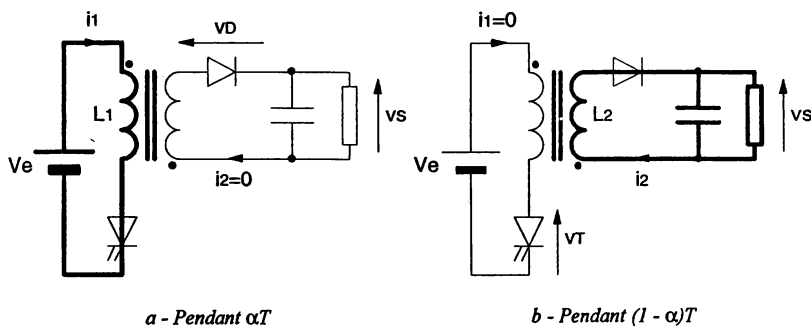 i1
VD
L1
Ve
VS
i2=0
a - Pendant αT
i1=0
L2
Ve
VS
i2
VT
b - Pendant (1 - α)T